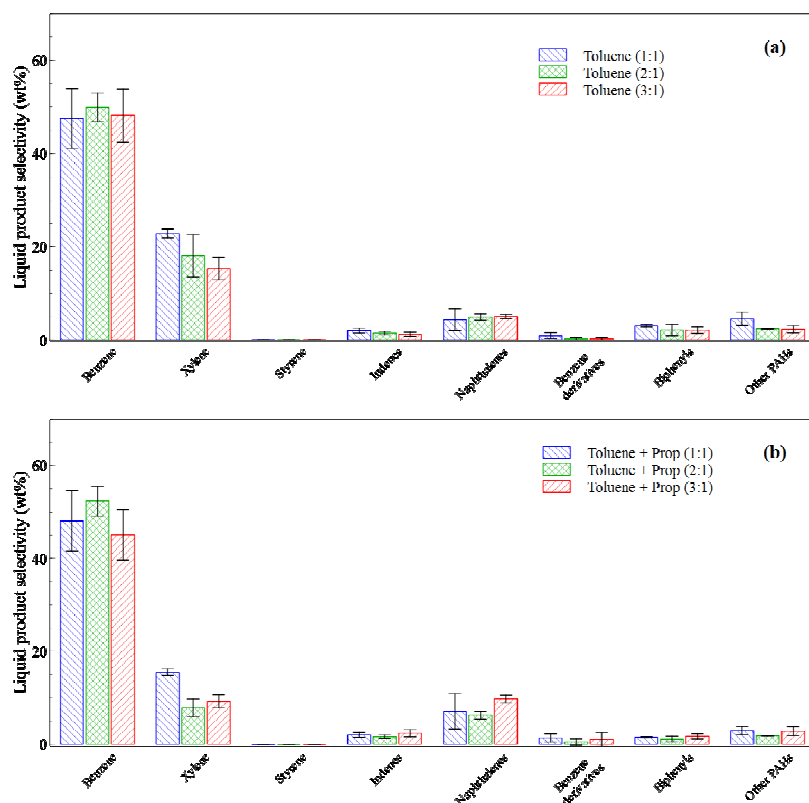 (a)
Toluene (1:1)
Toluene (2:1)
Toluene (3:1)
Liquid product selectivity (wt%)
60
40
20
0
Benzene
Xylene
Styrene
Indenes
Naphthalenes
Benzene
derivatives
Biphenyls
Other PAHs
(b)
Toluene + Prop (1:1)
Toluene + Prop (2:1)
Toluene + Prop (3:1)
Liquid product selectivity (wt%)
60
40
20
0
Benzene
Xylene
Styrene
Indenes
Naphthalenes
Benzene
derivatives
Biphenyls
Other PAHs